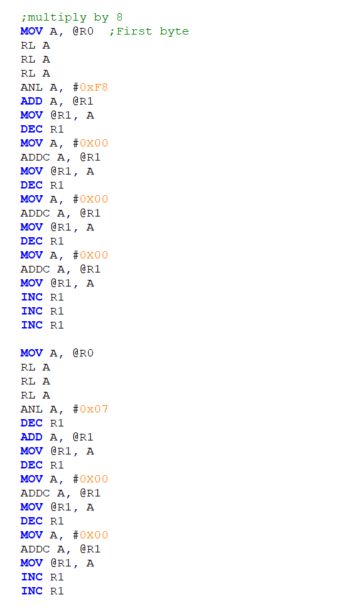 ;multiply by 8
MOV A, @R0 ;First byte
RL A
RL A
RL A
ANL A, #0xF8
ADD A, @R1
MOV @R1, A
DEC R1
MOV A, #0X00
ADDC A, @R1
MOV @R1, A
DEC R1
MOV A, #0X00
ADDC A, @R1
MOV @R1, A
DEC R1
MOV A, #0X00
ADDC A, @R1
MOV @R1, A
INC R1
INC R1
INC R1
MOV A, @R0
RL A
RL A
RL A
ANL A, #0x07
DEC R1
ADD A, @R1
MOV @R1, A
DEC R1
MOV A, #0X00
ADDC A, @R1
MOV @R1, A
DEC R1
MOV A, #0X00
ADDC A, @R1
MOV @R1, A
INC R1
INC R1